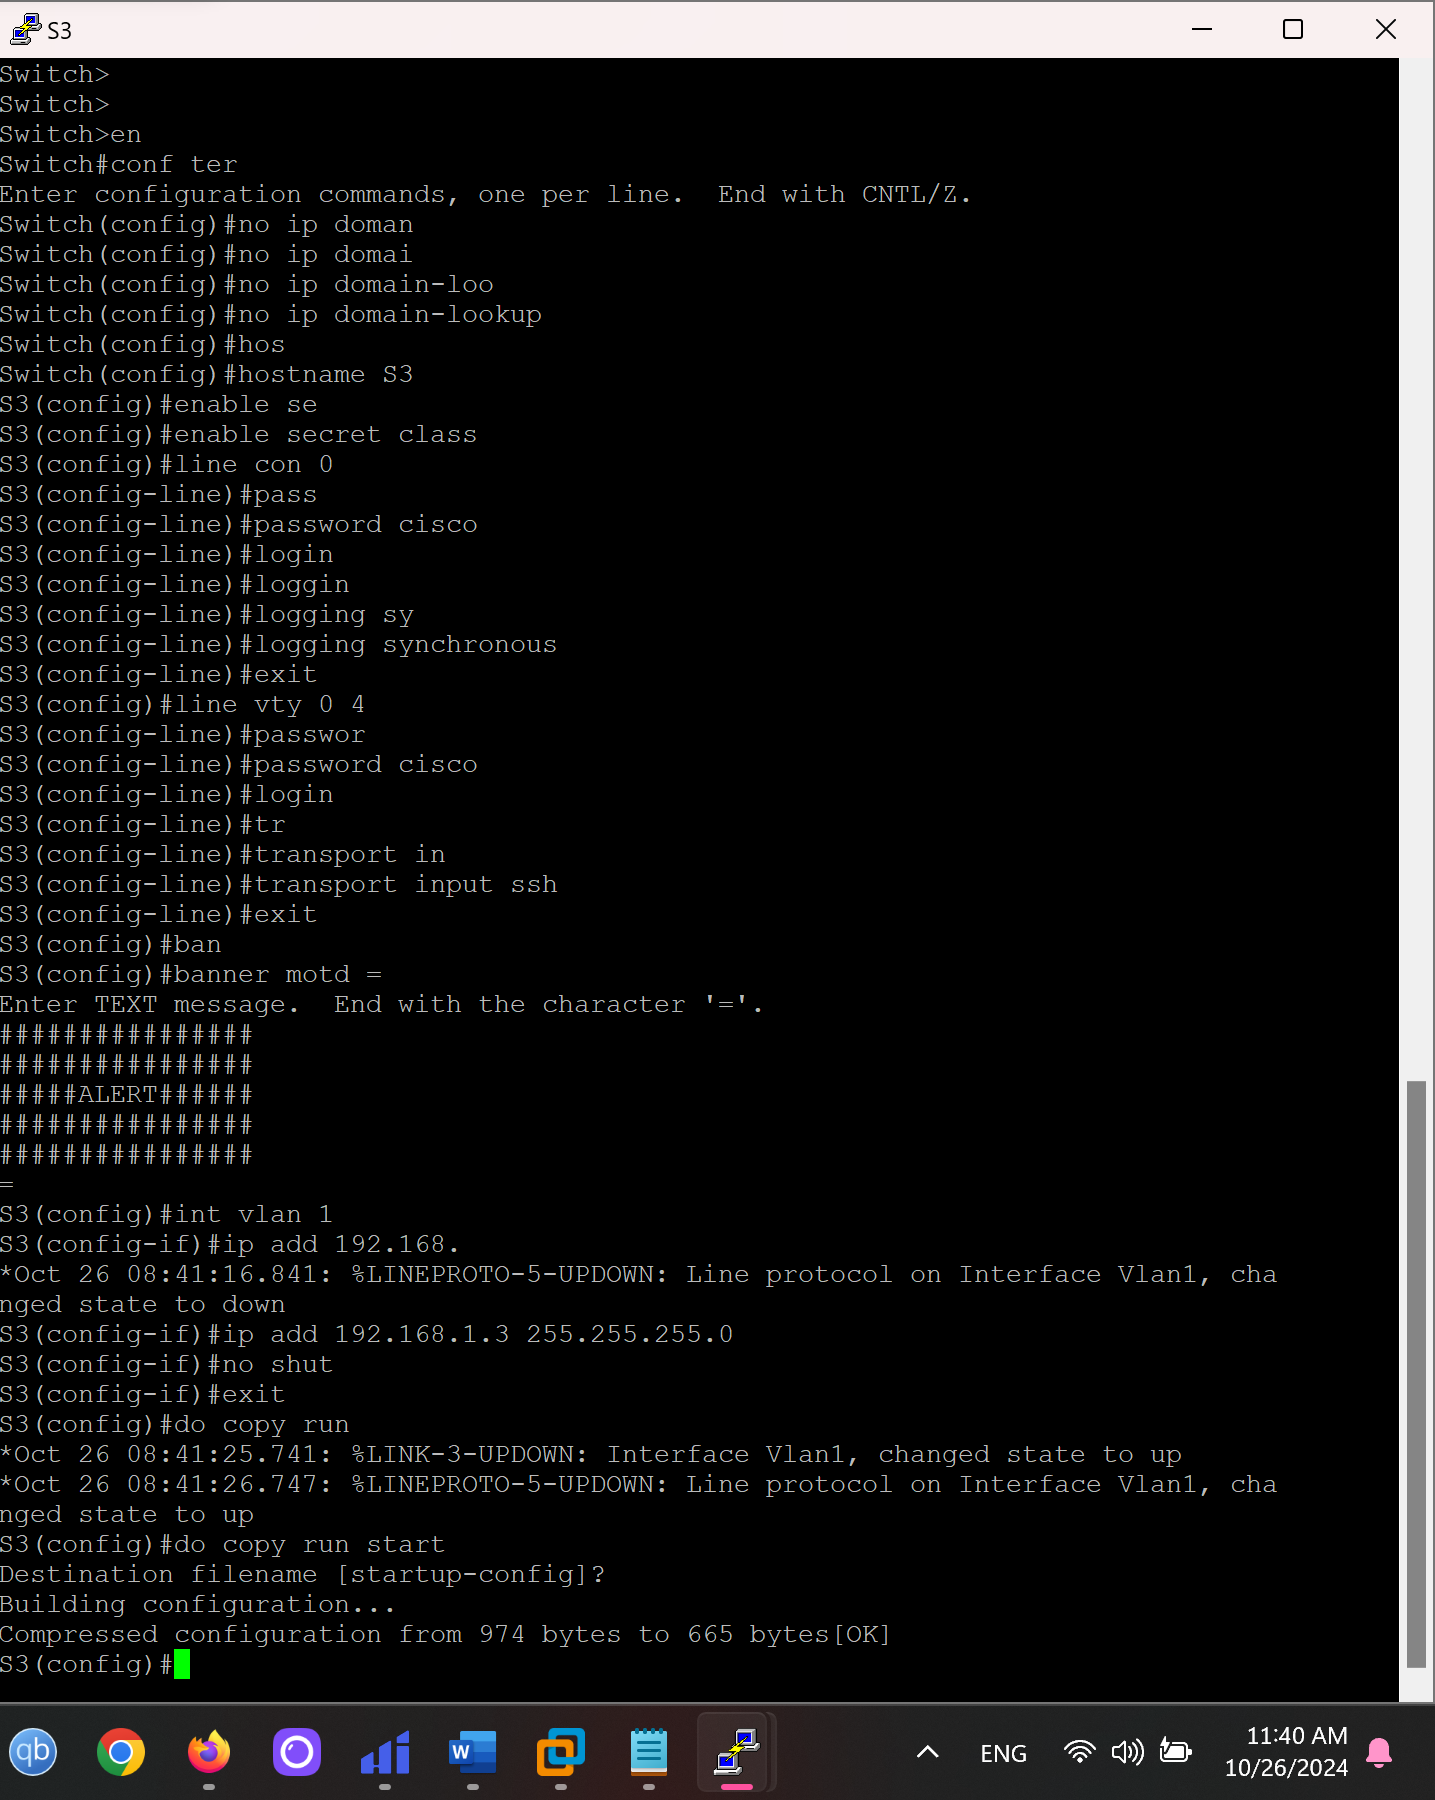 S3
Switch>
Switch>
Switch>en
Switch#conf ter
Enter configuration commands, one per line.  End with CNTL/Z.
Switch(config)#no ip doman
Switch(config)#no ip domai
Switch(config)#no ip domain-loo
Switch(config)#no ip domain-lookup
Switch(config)#hos
Switch(config)#hostname S3
S3(config)#enable se
S3(config)#enable secret class
S3(config)#line con 0
S3(config-line)#pass
S3(config-line)#password cisco
S3(config-line)#login
S3(config-line)#loggin
S3(config-line)#logging sy
S3(config-line)#logging synchronous
S3(config-line)#exit
S3(config)#line vty 0 4
S3(config-line)#passwor
S3(config-line)#password cisco
S3(config-line)#login
S3(config-line)#tr
S3(config-line)#transport in
S3(config-line)#transport input ssh
S3(config-line)#exit
S3(config)#ban
S3(config)#banner motd =
Enter TEXT message.  End with the character '='.
################
################
#####ALERT######
################
################
=
S3(config)#int vlan 1
S3(config-if)#ip add 192.168.
*Oct 26 08:41:16.841: %LINEPROTO-5-UPDOWN: Line protocol on Interface Vlan1, cha
nged state to down
S3(config-if)#ip add 192.168.1.3 255.255.255.0
S3(config-if)#no shut
S3(config-if)#exit
S3(config)#do copy run
*Oct 26 08:41:25.741: %LINK-3-UPDOWN: Interface Vlan1, changed state to up
*Oct 26 08:41:26.747: %LINEPROTO-5-UPDOWN: Line protocol on Interface Vlan1, cha
nged state to up
S3(config)#do copy run start
Destination filename [startup-config]?
Building configuration...
Compressed configuration from 974 bytes to 665 bytes[OK]
S3(config)#
qb
W
ENG
11:40 AM
10/26/2024